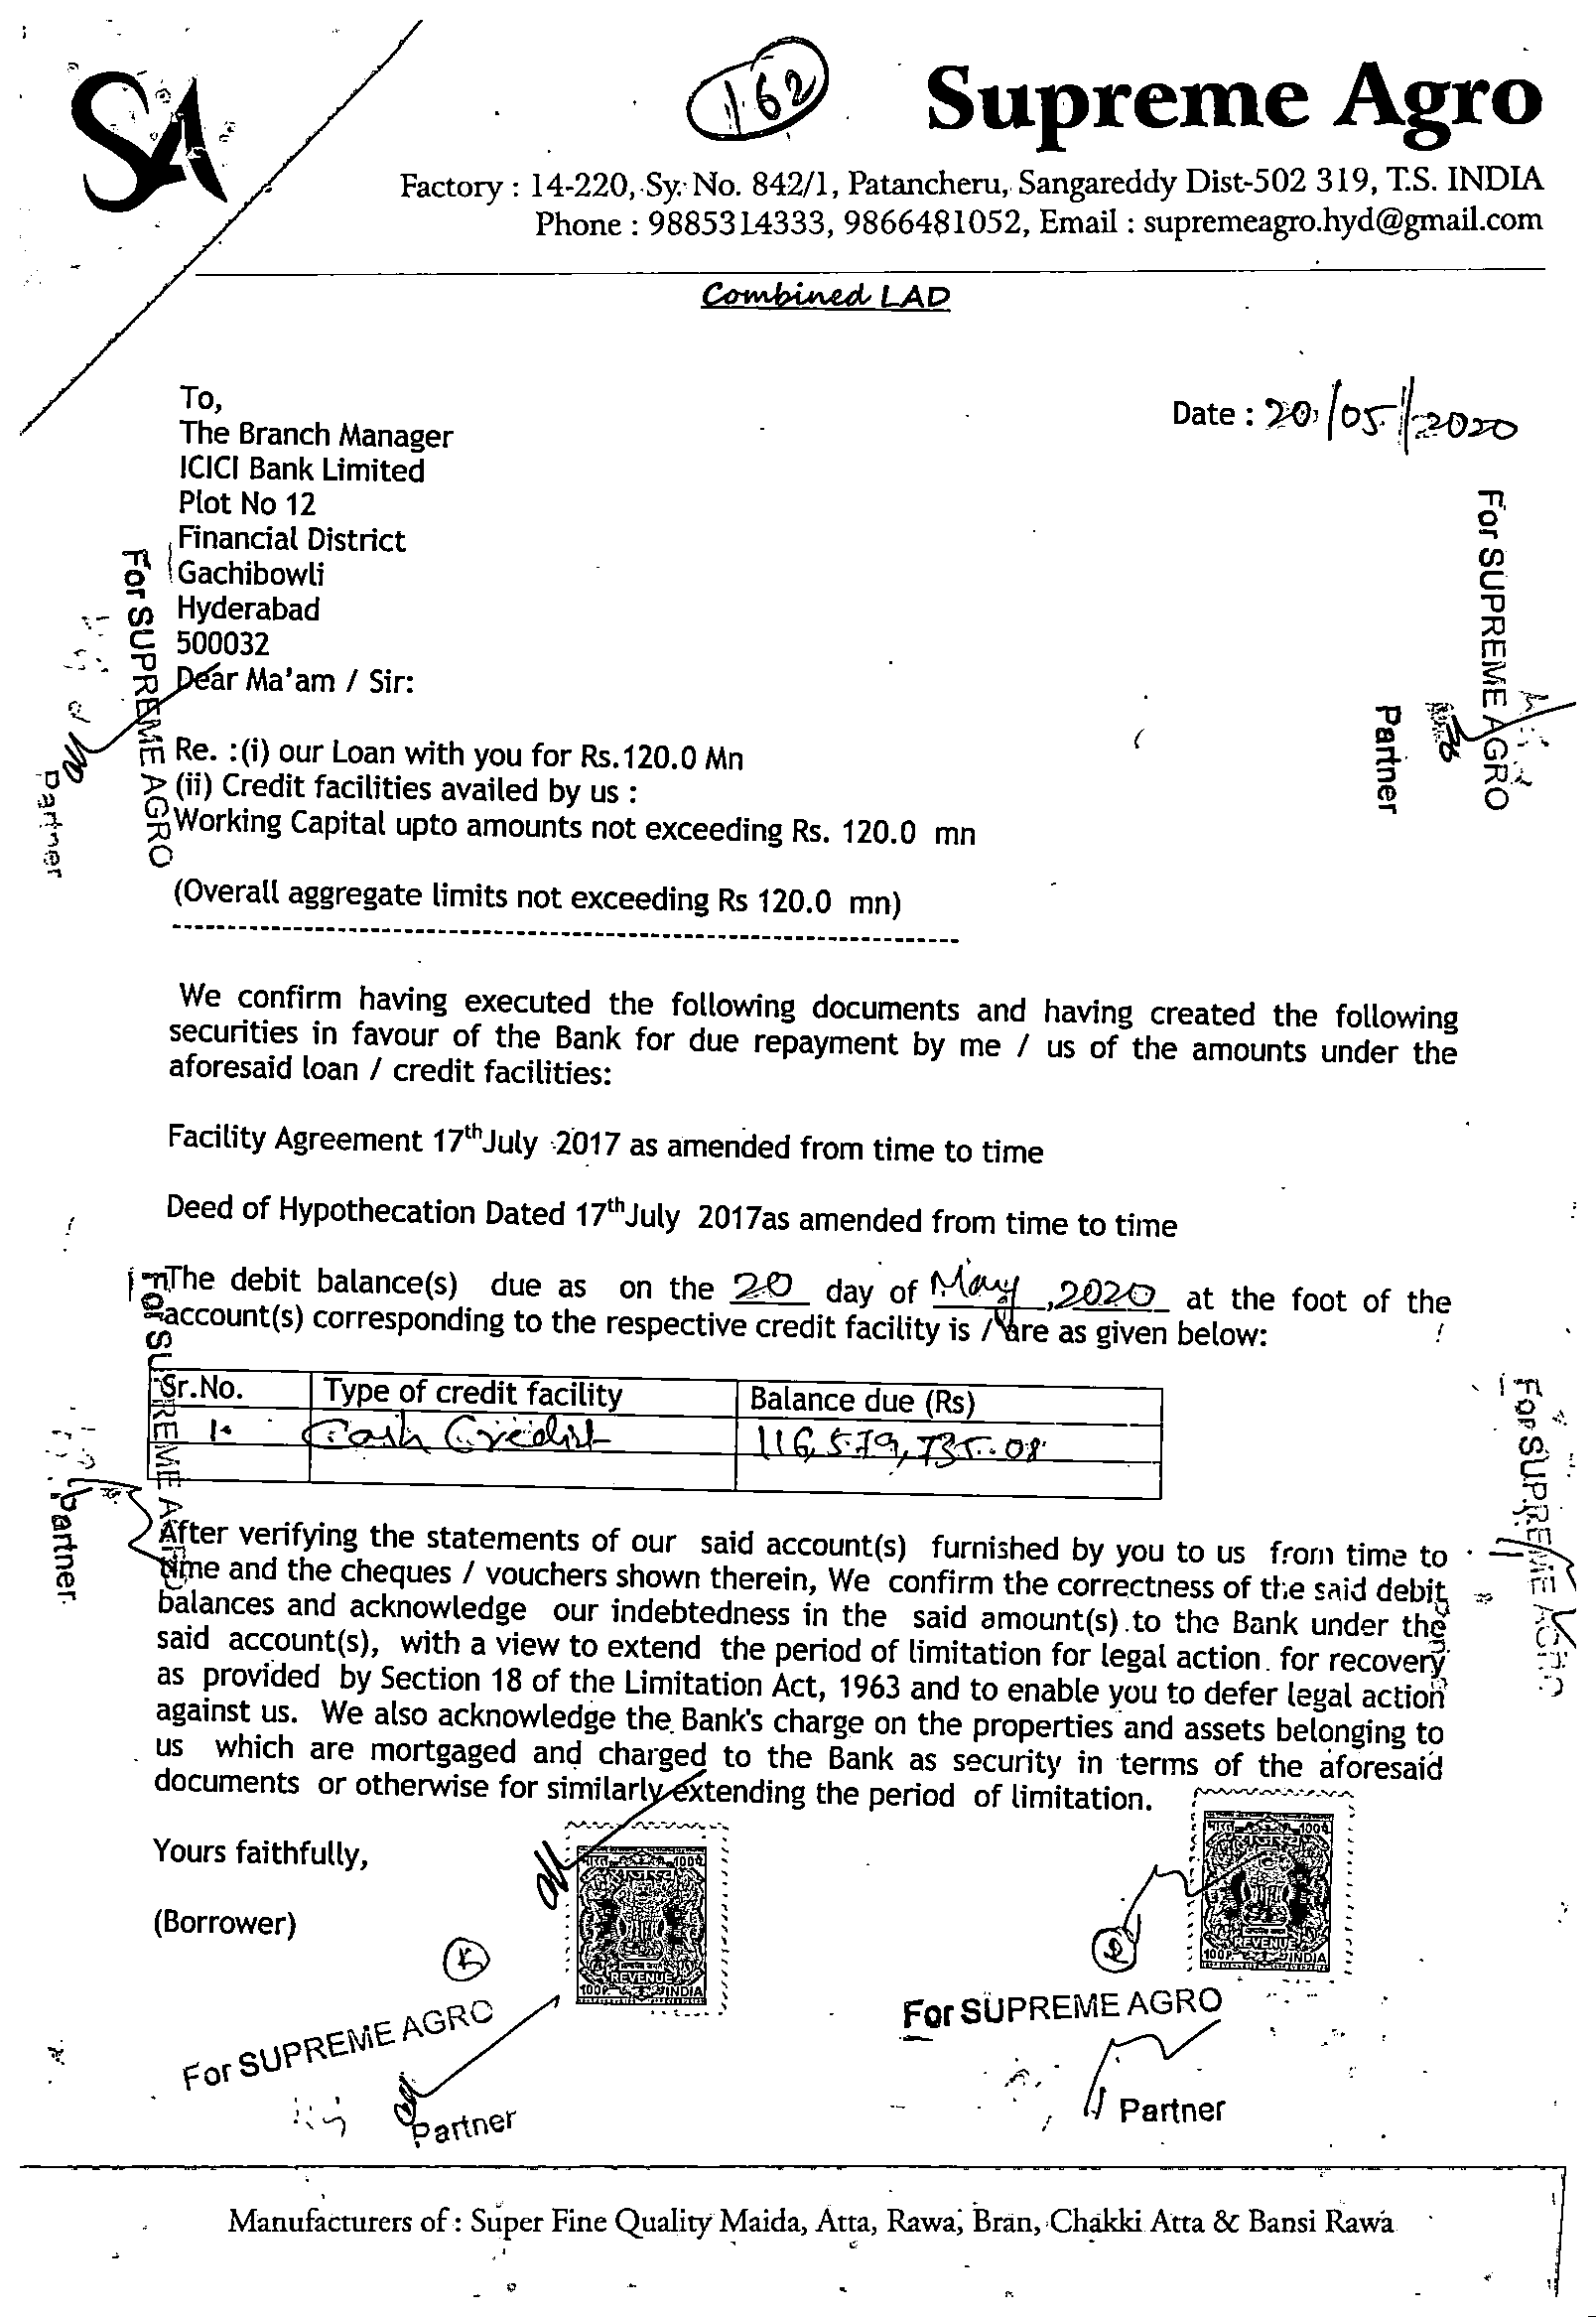 SA
162
Supreme Agro
Factory : 14-220, Sy. No. 842/1, Patancheru, Sangareddy Dist-502 319, T.S. INDIA
Phone : 9885314333, 9866481052, Email : supremeagro.hyd@gmail.com
Combined LAD
To,
Date : 20/05/2020
The Branch Manager
ICICI Bank Limited
Plot No 12
Financial District
Gachibowli
Hyderabad
500032
Dear Ma'am / Sir:
For SUPREME AGRO
Partner
For SUPREME AGRO
Partner
Re. :(i) our Loan with you for Rs.120.0 Mn
(ii) Credit facilities availed by us :
Working Capital upto amounts not exceeding Rs. 120.0 mn
(Overall aggregate limits not exceeding Rs 120.0 mn)
We confirm having executed the following documents and having created the following
securities in favour of the Bank for due repayment by me / us of the amounts under the
aforesaid loan / credit facilities:
Facility Agreement 17th July 2017 as amended from time to time
Deed of Hypothecation Dated 17th July 2017as amended from time to time
The debit balance(s) due as on the 20 day of May, 2020 at the foot of the
account(s) corresponding to the respective credit facility is / are as given below:
Sr.No. Type of credit facility Balance due (Rs)
1. Cash Credit 116,579,735.08
For SUPREME AGRO
Partner
For SUPREME AGRO
After verifying the statements of our said account(s) furnished by you to us from time to
time and the cheques / vouchers shown therein, We confirm the correctness of the said debit
balances and acknowledge our indebtedness in the said amount(s) to the Bank under the
said account(s), with a view to extend the period of limitation for legal action for recovery
as provided by Section 18 of the Limitation Act, 1963 and to enable you to defer legal action
against us. We also acknowledge the Bank's charge on the properties and assets belonging to
us which are mortgaged and charged to the Bank as security in terms of the aforesaid
documents or otherwise for similarly extending the period of limitation.
Yours faithfully,
(Borrower)
भारत 100P
REVENUE
100P. INDIA
भारत 100P
REVENUE
100P. INDIA
For SUPREME AGRO
Partner
For SUPREME AGRO
Partner
Manufacturers of : Super Fine Quality Maida, Atta, Rawa, Bran, Chakki Atta & Bansi Rawa